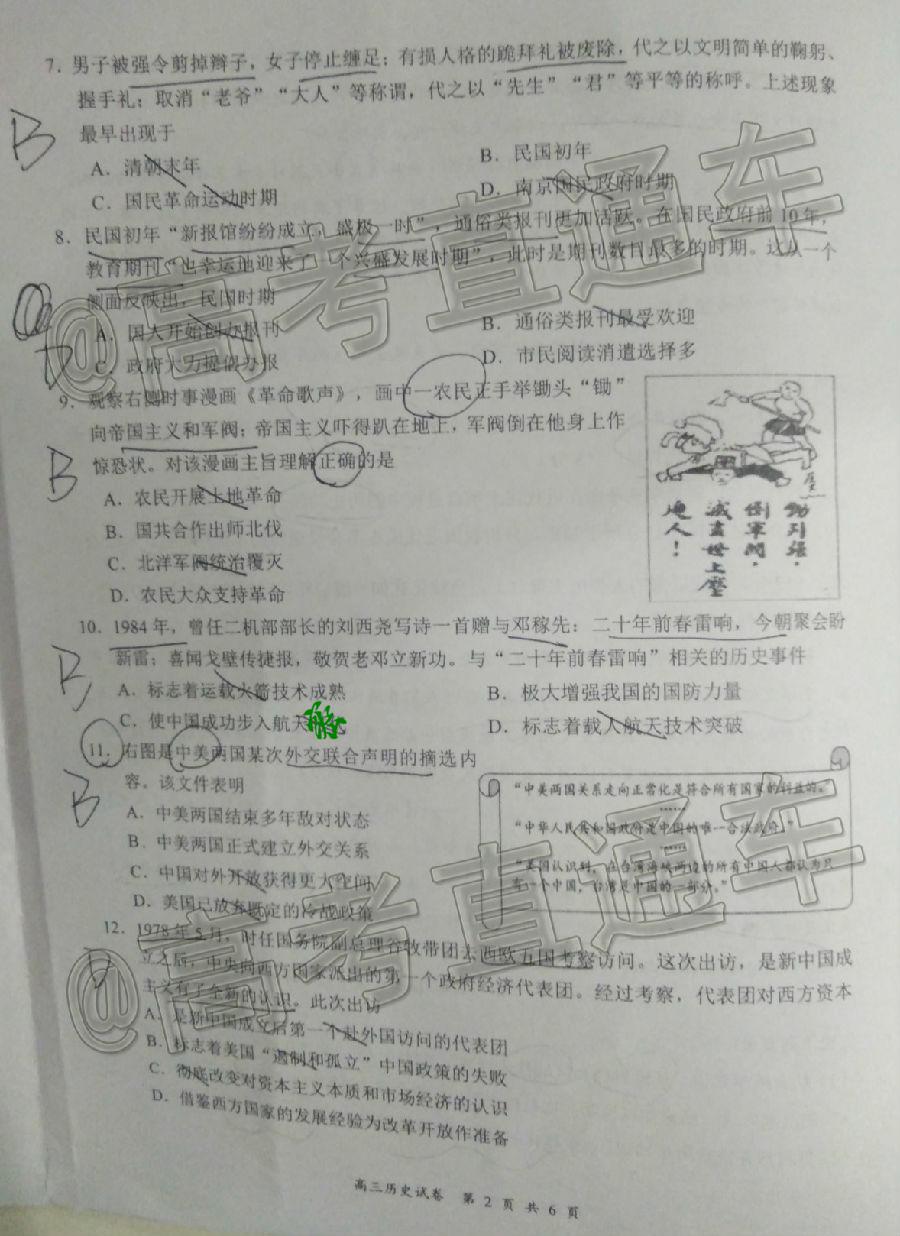 7．男子被强令剪掉辫子，女子停止缠足；有损人格的跪拜礼被废除，代之以文明简单的鞠躬、
握手礼；取消“老爷”“大人”等称谓，代之以“先生”“君”等平等的称呼。上述现象
最早出现于
B
A．清朝末年
B．民国初年
C．国民革命运动时期
D．南京国民政府时期
8．民国初年“新报馆纷纷成立，盛极一时”，通俗类报刊更加活跃。在国民政府前10年，
教育期刊“也幸运地迎来了一个兴盛发展时期”，此时是期刊数目最多的时期。这从一个
侧面反映出，民国时期
A．国人开始创办报刊
B．通俗类报刊最受欢迎
D
C．政府大力提倡办报
D．市民阅读消遣选择多
9．观察右侧时事漫画《革命歌声》，画中一农民正手举锄头“锄”
向帝国主义和军阀；帝国主义吓得趴在地上，军阀倒在他身上作
惊恐状。对该漫画主旨理解正确的是
B
A．农民开展土地革命
B．国共合作出师北伐
C．北洋军阀统治覆灭
D．农民大众支持革命
倒军阀．
10．1984年，曾任二机部部长的刘西尧写诗一首赠与邓稼先：二十年前春雷响，今朝聚会盼
新雷；喜闻戈壁传捷报，敬贺老邓立新功。与“二十年前春雷响”相关的历史事件
B
A．标志着运载火箭技术成熟
B．极大增强我国的国防力量
C．使中国成功步入航天
D．标志着载人航天技术突破
11．右图是中美两国某次外交联合声明的摘选内
容。该文件表明
B
A．中美两国结束多年敌对状态
B．中美两国正式建立外交关系
C．中国对外开放获得更大空间
D．美国已放弃既定的冷战政策
“中美两国关系走向正常化是符合所有国家的利益的。”
……
“中华人民共和国政府是中国的唯一合法政府。”
……
“美国认识到，在台湾海峡两边的所有中国人都认为只
有一个中国，台湾是中国的一部分。”
12．1978年5月，时任国务院副总理谷牧带团去西欧五国考察访问。这次出访，是新中国成
立之后，中央向西方国家派出的第一个政府经济代表团。经过考察，代表团对西方资本
主义有了全新的认识。此次出访
D
A．是新中国成立后第一个赴外国访问的代表团
B．标志着美国“遏制和孤立”中国政策的失败
C．彻底改变对资本主义本质和市场经济的认识
D．借鉴西方国家的发展经验为改革开放作准备
高三历史试卷 第 2 页 共 6 页
@高考直通车
@高考直通车